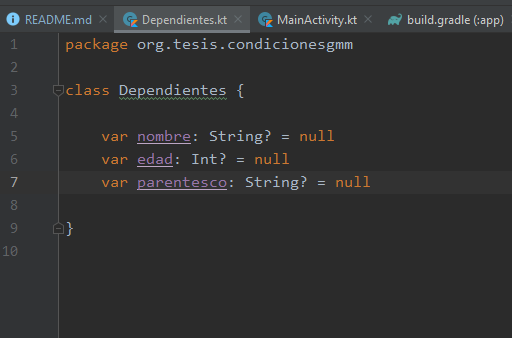 README.md Dependientes.kt MainActivity.kt build.gradle (:app)
1 package org.tesis.condicionesgmm
2
3 class Dependientes {
4
5 var nombre: String? = null
6 var edad: Int? = null
7 var parentesco: String? = null
8
9 }
10